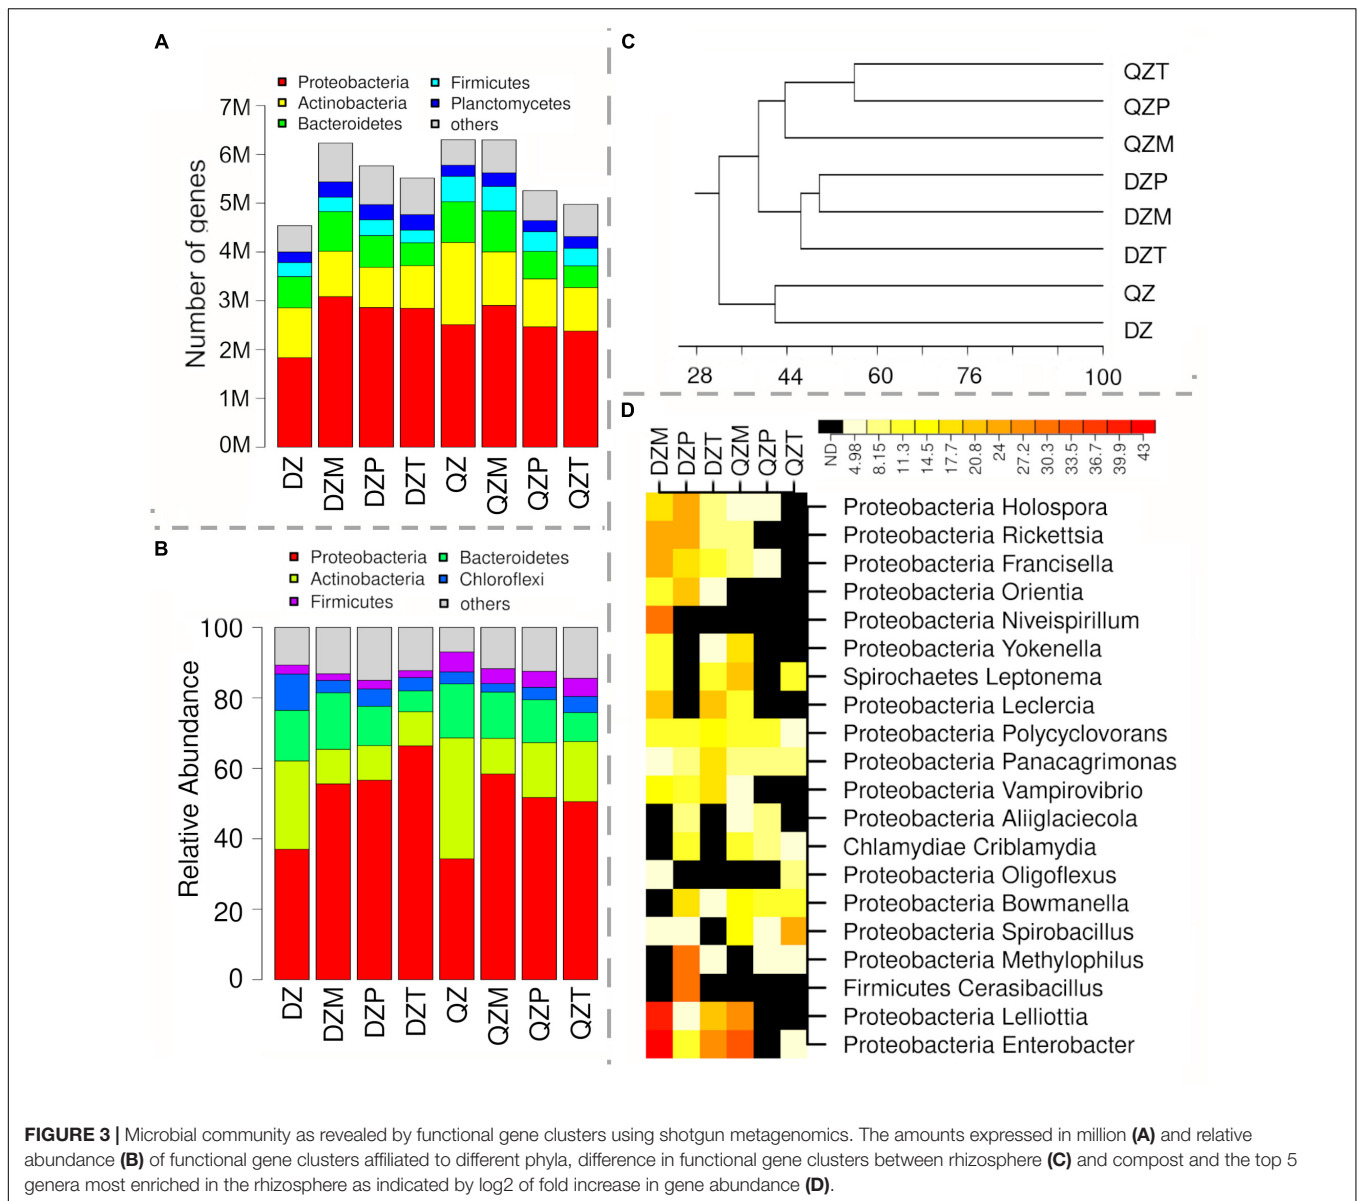 A
Proteobacteria
Actinobacteria
Bacteroidetes
Firmicutes
Planctomycetes
others
Number of genes
7M
6M
5M
4M
3M
2M
1M
0M
DZ
DZM
DZP
DZT
QZ
QZM
QZP
QZT
B
Proteobacteria
Actinobacteria
Firmicutes
Bacteroidetes
Chloroflexi
others
Relative Abundance
100
80
60
40
20
0
DZ
DZM
DZP
DZT
QZ
QZM
QZP
QZT
C
QZT
QZP
QZM
DZP
DZM
DZT
QZ
DZ
28 44 60 76 100
D
DZM
DZP
DZT
QZM
QZP
QZT
ND
4.98
8.15
11.3
14.5
17.7
20.8
24
27.2
30.3
33.5
36.7
39.9
43
Proteobacteria Holospora
Proteobacteria Rickettsia
Proteobacteria Francisella
Proteobacteria Orientia
Proteobacteria Niveispirillum
Proteobacteria Yokenella
Spirochaetes Leptonema
Proteobacteria Leclercia
Proteobacteria Polycyclovorans
Proteobacteria Panacagrimonas
Proteobacteria Vampirovibrio
Proteobacteria Aliiglaciecola
Chlamydiae Criblamydia
Proteobacteria Oligoflexus
Proteobacteria Bowmanella
Proteobacteria Spirobacillus
Proteobacteria Methylophilus
Firmicutes Cerasibacillus
Proteobacteria Lelliottia
Proteobacteria Enterobacter
FIGURE 3 | Microbial community as revealed by functional gene clusters using shotgun metagenomics. The amounts expressed in million (A) and relative
abundance (B) of functional gene clusters affiliated to different phyla, difference in functional gene clusters between rhizosphere (C) and compost and the top 5
genera most enriched in the rhizosphere as indicated by log2 of fold increase in gene abundance (D).